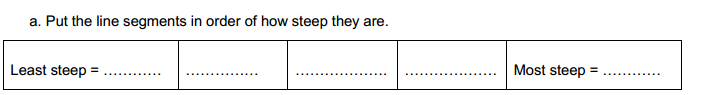 a. Put the line segments in order of how steep they are.
Least steep = ............ ............... ................... ................... Most steep = ............